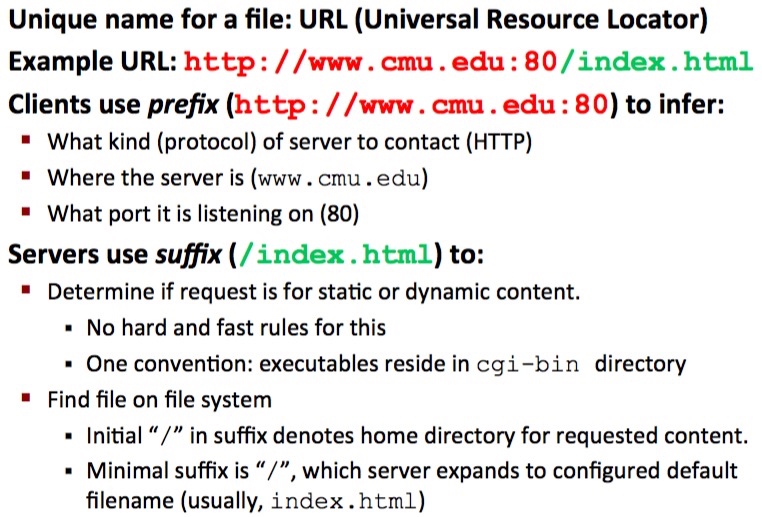 Unique name for a file: URL (Universal Resource Locator)
Example URL: http://www.cmu.edu:80/index.html
Clients use prefix (http://www.cmu.edu:80) to infer:
▪ What kind (protocol) of server to contact (HTTP)
▪ Where the server is (www.cmu.edu)
▪ What port it is listening on (80)
Servers use suffix (/index.html) to:
▪ Determine if request is for static or dynamic content.
▪ No hard and fast rules for this
▪ One convention: executables reside in cgi-bin directory
▪ Find file on file system
▪ Initial “/” in suffix denotes home directory for requested content.
▪ Minimal suffix is “/”, which server expands to configured default
filename (usually, index.html)